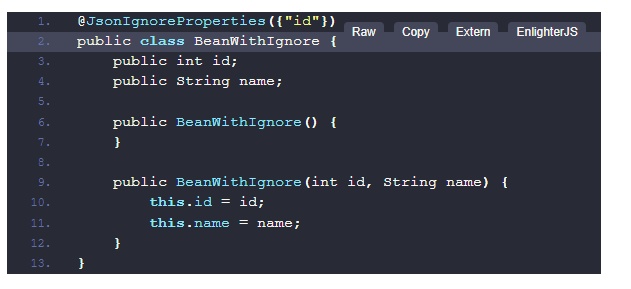 1. @JsonIgnoreProperties({"id"})
Raw Copy Extern EnlighterJS
2. public class BeanWithIgnore {
3.     public int id;
4.     public String name;
5.
6.     public BeanWithIgnore() {
7.     }
8.
9.     public BeanWithIgnore(int id, String name) {
10.         this.id = id;
11.         this.name = name;
12.     }
13. }